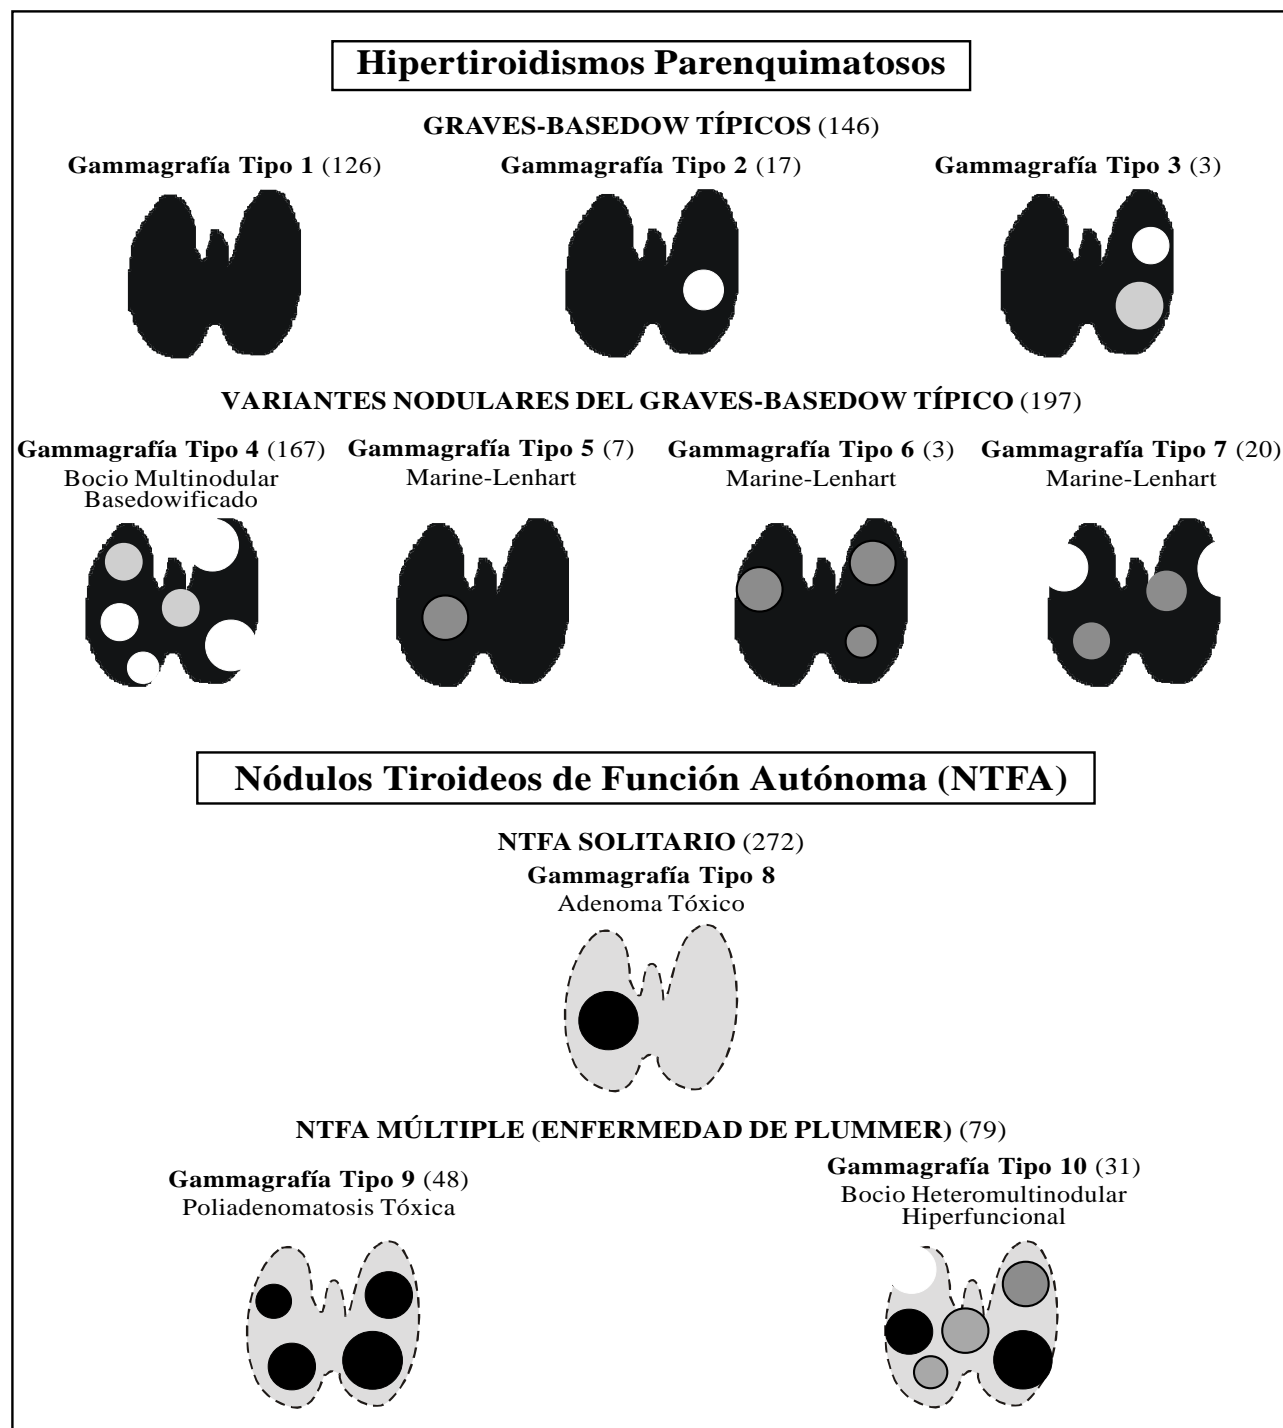 Hipertiroidismos Parenquimatosos
GRAVES-BASEDOW TÍPICOS (146)
Gammagrafía Tipo 1 (126)
Gammagrafía Tipo 2 (17)
Gammagrafía Tipo 3 (3)
VARIANTES NODULARES DEL GRAVES-BASEDOW TÍPICO (197)
Gammagrafía Tipo 4 (167)
Bocio Multinodular
Basedowificado
Gammagrafía Tipo 5 (7)
Marine-Lenhart
Gammagrafía Tipo 6 (3)
Marine-Lenhart
Gammagrafía Tipo 7 (20)
Marine-Lenhart
Nódulos Tiroideos de Función Autónoma (NTFA)
NTFA SOLITARIO (272)
Gammagrafía Tipo 8
Adenoma Tóxico
NTFA MÚLTIPLE (ENFERMEDAD DE PLUMMER) (79)
Gammagrafía Tipo 9 (48)
Poliadenomatosis Tóxica
Gammagrafía Tipo 10 (31)
Bocio Heteromultinodular
Hiperfuncional